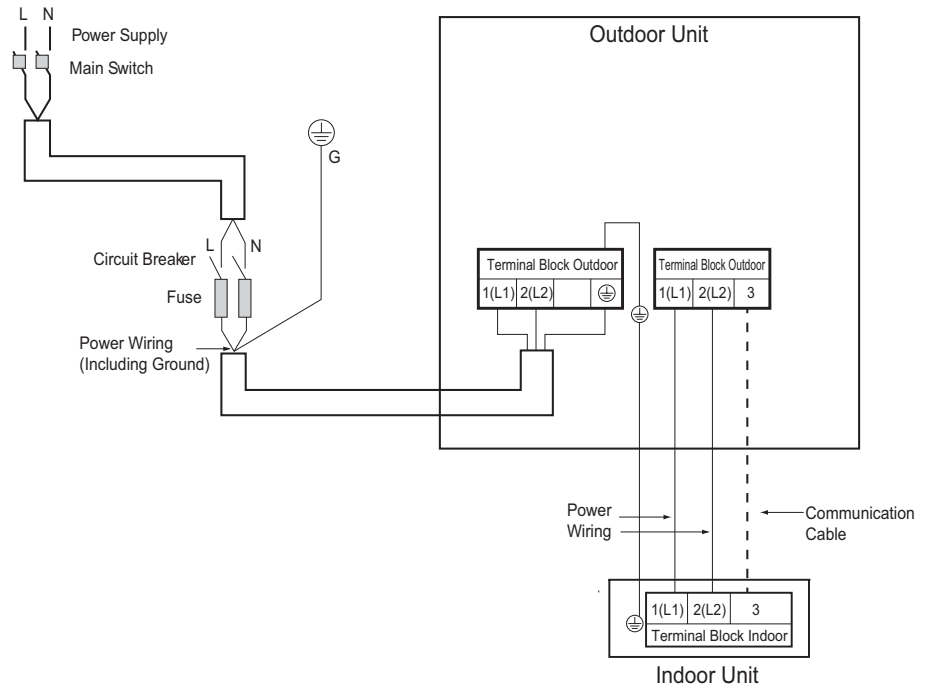 L N
Power Supply
Main Switch
Outdoor Unit
G
L N
Circuit Breaker
Fuse
Power Wiring
(Including Ground)
Terminal Block Outdoor
1(L1) 2(L2)
Terminal Block Outdoor
1(L1) 2(L2) 3
Power
Wiring
Communication
Cable
1(L1) 2(L2) 3
Terminal Block Indoor
Indoor Unit